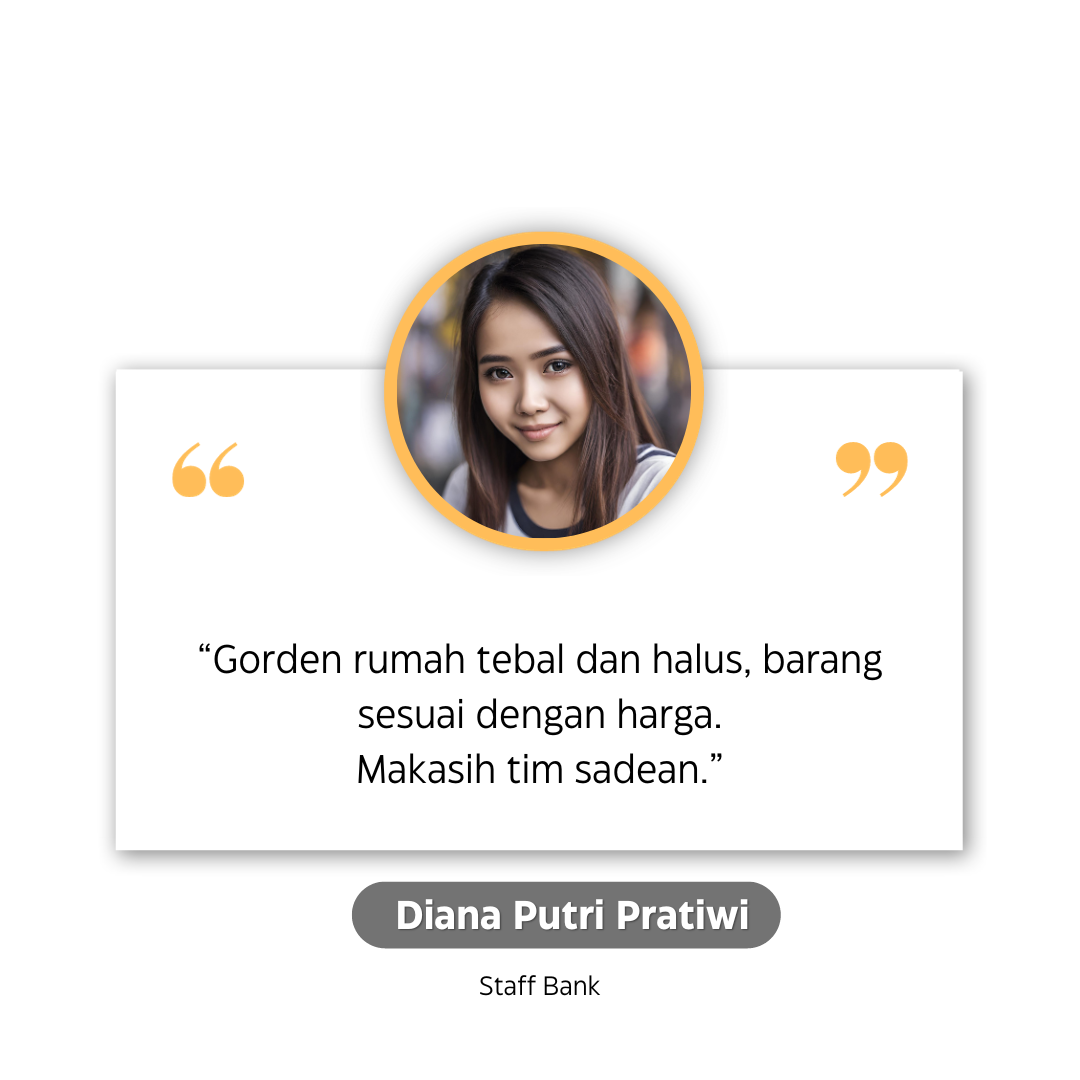 “Gorden rumah tebal dan halus, barang
sesuai dengan harga.
Makasih tim sadean.”
Diana Putri Pratiwi
Staff Bank